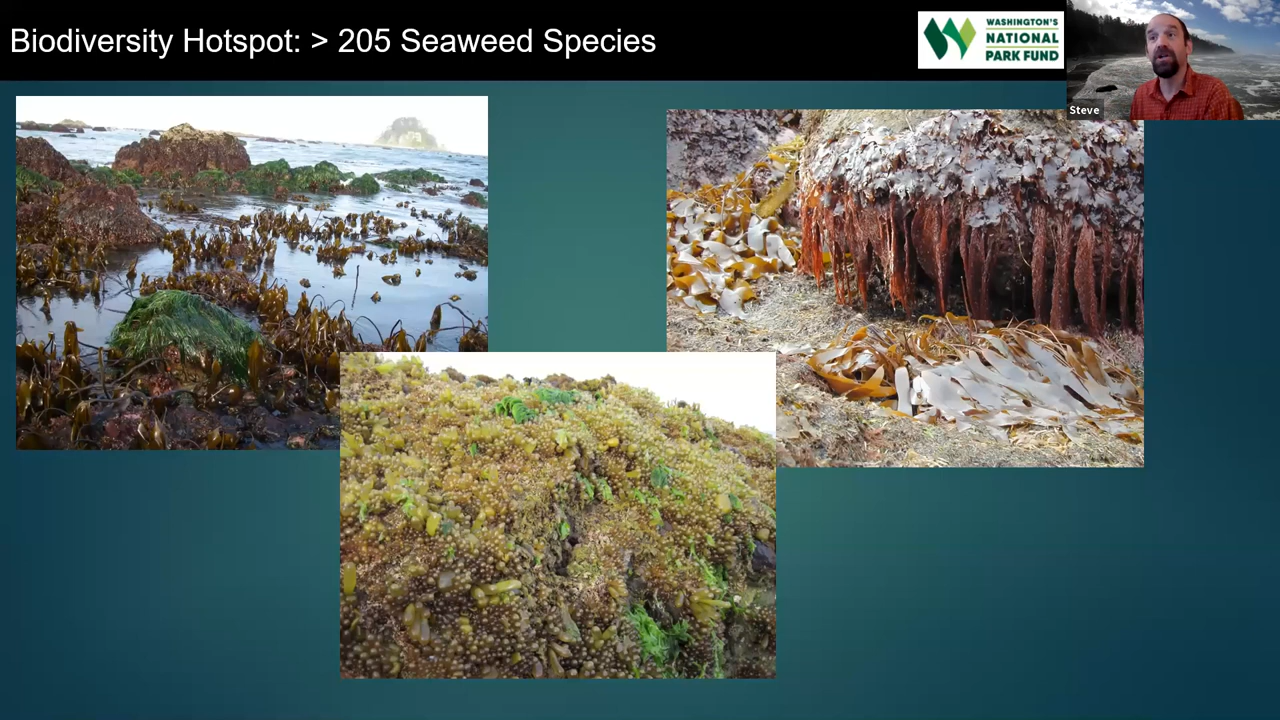 Biodiversity Hotspot: > 205 Seaweed Species
WASHINGTON'S
NATIONAL
PARK FUND
Steve